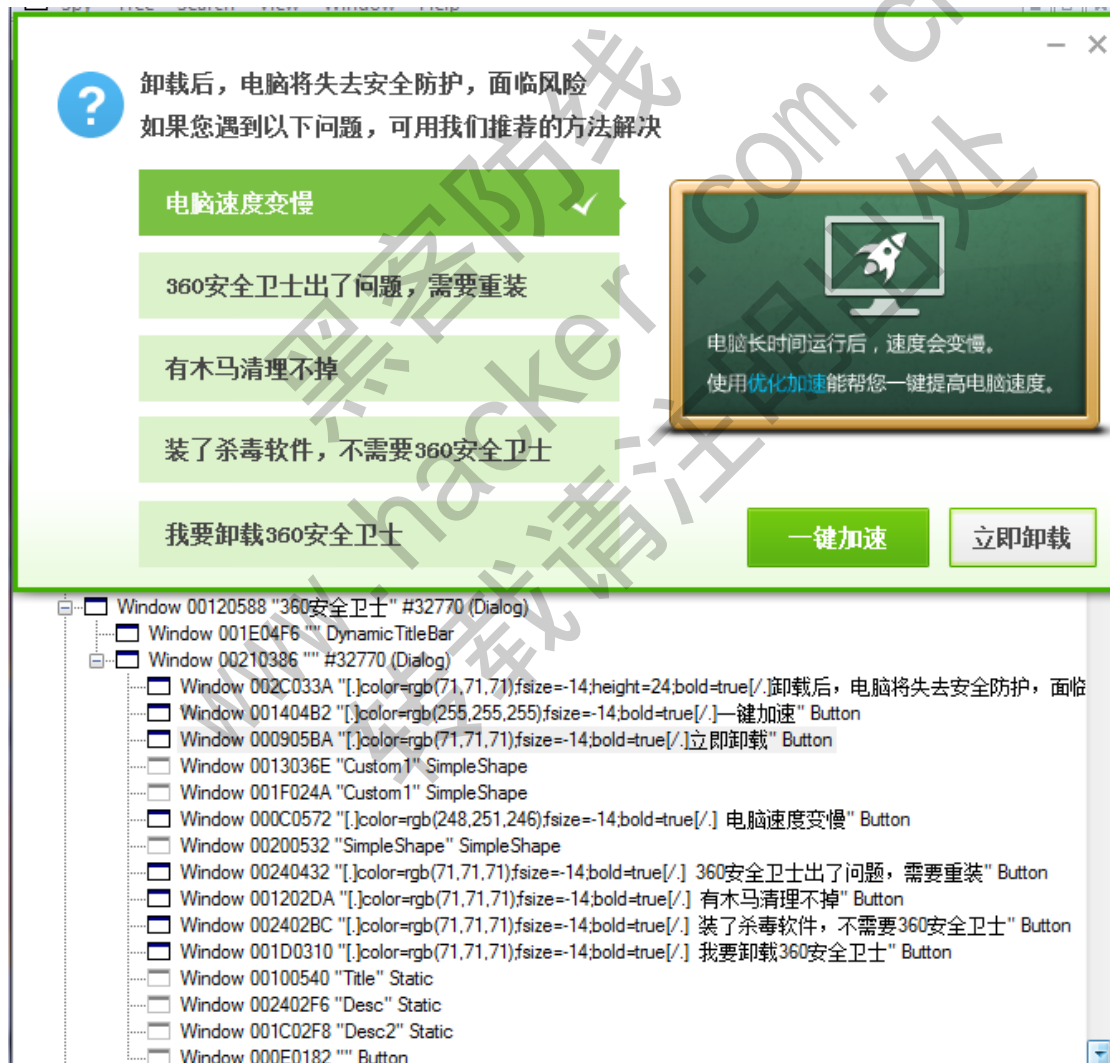 Spy Tree Search View Window Help
卸载后，电脑将失去安全防护，面临风险
如果您遇到以下问题，可用我们推荐的方法解决
电脑速度变慢
360安全卫士出了问题，需要重装
有木马清理不掉
装了杀毒软件，不需要360安全卫士
我要卸载360安全卫士
电脑长时间运行后，速度会变慢。
使用优化加速能帮您一键提高电脑速度。
一键加速
立即卸载
Window 00120588 "360安全卫士" #32770 (Dialog)
Window 001E04F6 "" DynamicTitleBar
Window 00210386 "" #32770 (Dialog)
Window 002C033A "[.]color=rgb(71,71,71);fsize=-14;height=24;bold=true[/.]卸载后，电脑将失去安全防护，面临
Window 001404B2 "[.]color=rgb(255,255,255);fsize=-14;bold=true[/.]一键加速" Button
Window 000905BA "[.]color=rgb(71,71,71);fsize=-14;bold=true[/.]立即卸载" Button
Window 0013036E "Custom1" SimpleShape
Window 001F024A "Custom1" SimpleShape
Window 000C0572 "[.]color=rgb(248,251,246);fsize=-14;bold=true[/.] 电脑速度变慢" Button
Window 00200532 "SimpleShape" SimpleShape
Window 00240432 "[.]color=rgb(71,71,71);fsize=-14;bold=true[/.] 360安全卫士出了问题，需要重装" Button
Window 001202DA "[.]color=rgb(71,71,71);fsize=-14;bold=true[/.] 有木马清理不掉" Button
Window 002402BC "[.]color=rgb(71,71,71);fsize=-14;bold=true[/.] 装了杀毒软件，不需要360安全卫士" Button
Window 001D0310 "[.]color=rgb(71,71,71);fsize=-14;bold=true[/.] 我要卸载360安全卫士" Button
Window 00100540 "Title" Static
Window 002402F6 "Desc" Static
Window 001C02F8 "Desc2" Static
Window 000E0182 "" Button
黑客防线
www.hacker.com.cn
转载请注明出处